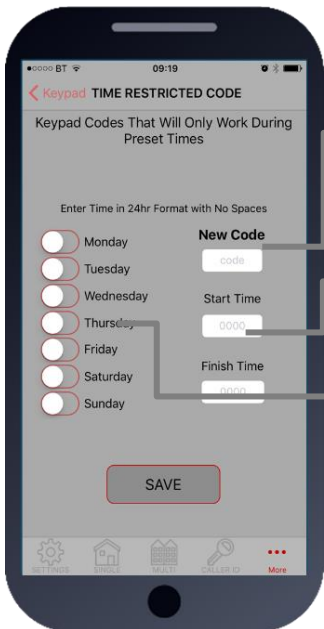 BT 09:19
Keypad TIME RESTRICTED CODE
Keypad Codes That Will Only Work During
Preset Times
Enter Time in 24hr Format with No Spaces
Monday
Tuesday
Wednesday
Thursday
Friday
Saturday
Sunday
New Code
code
Start Time
0000
Finish Time
0000
SAVE
SETTINGS SINGLE MULTI CALLER ID More